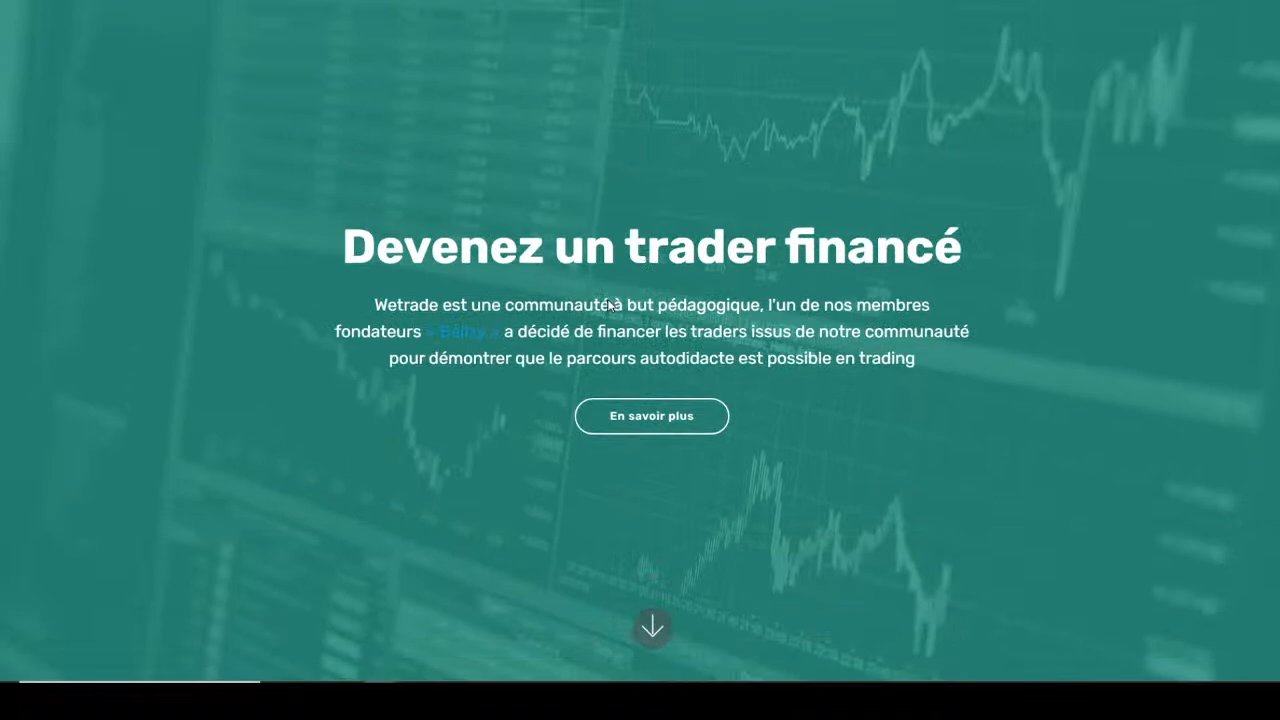 Devenez un trader financé
Wetrade est une communauté à but pédagogique, l'un de nos membres
fondateurs a décidé de financer les traders issus de notre communauté
pour démontrer que le parcours autodidacte est possible en trading
En savoir plus